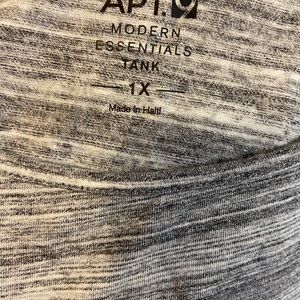 APT.9
MODERN
ESSENTIALS
TANK
1X
Made in Haiti